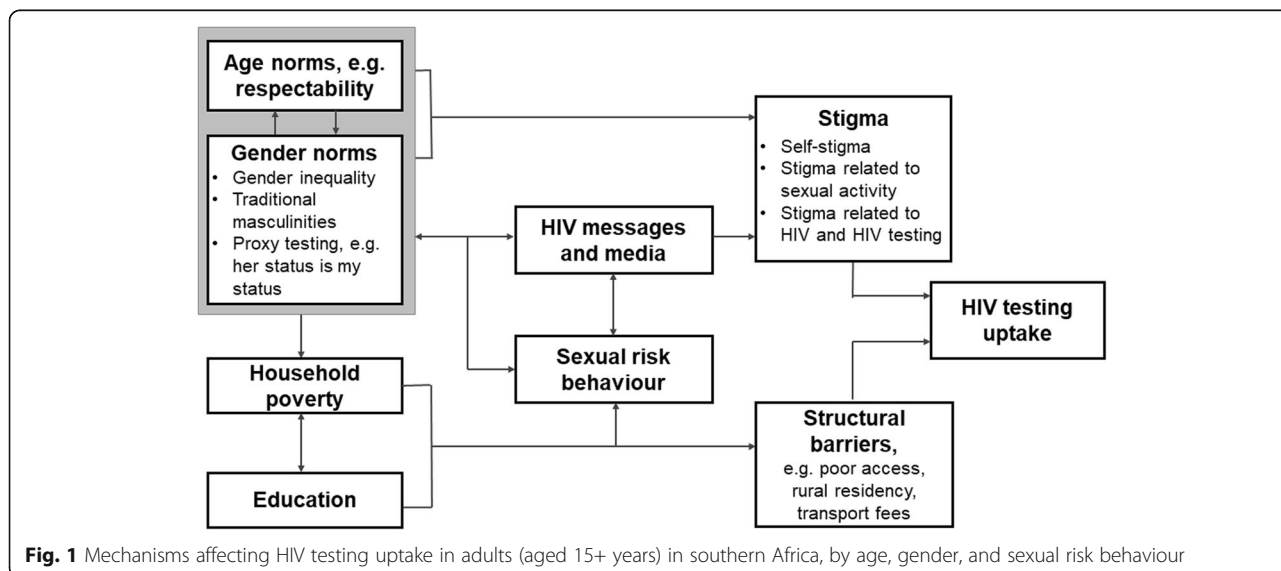 Age norms, e.g.
respectability
Gender norms
• Gender inequality
• Traditional
masculinities
• Proxy testing, e.g.
her status is my
status
Household
poverty
Education
HIV messages
and media
Sexual risk
behaviour
Stigma
• Self-stigma
• Stigma related to
sexual activity
• Stigma related to
HIV and HIV testing
HIV testing
uptake
Structural
barriers,
e.g. poor access,
rural residency,
transport fees
Fig. 1 Mechanisms affecting HIV testing uptake in adults (aged 15+ years) in southern Africa, by age, gender, and sexual risk behaviour